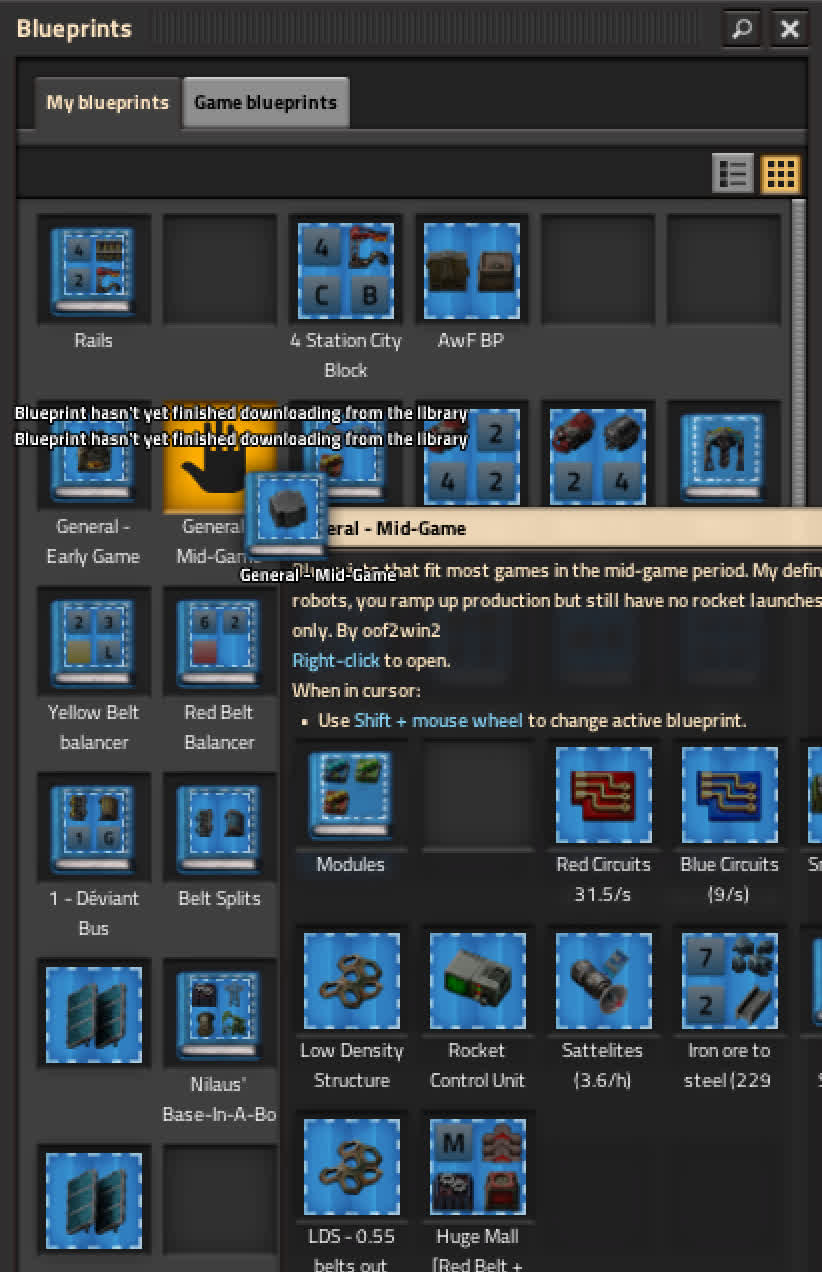 Blueprints
My blueprints
Game blueprints
4
2
Rails
4
C B
4 Station City
Block
AwF BP
Blueprint hasn't yet finished downloading from the library
Blueprint hasn't yet finished downloading from the library
2
4 2
2 4
General -
Early Game
General
Mid-Gam
eral - Mid-Game
General - Mid-Game
that fit most games in the mid-game period. My defin
robots, you ramp up production but still have no rocket launches
only. By oof2win2
Right-click to open.
When in cursor:
• Use Shift + mouse wheel to change active blueprint.
2 3
L
Yellow Belt
balancer
6 2
Red Belt
Balancer
Modules
Red Circuits
31.5/s
Blue Circuits
(9/s)
1 G
1 - Déviant
Bus
Belt Splits
Low Density
Structure
Rocket
Control Unit
Sattelites
(3.6/h)
7
2
Iron ore to
steel (229
Nilaus'
Base-In-A-Bo
LDS - 0.55
belts out
M
Huge Mall
[Red Belt +